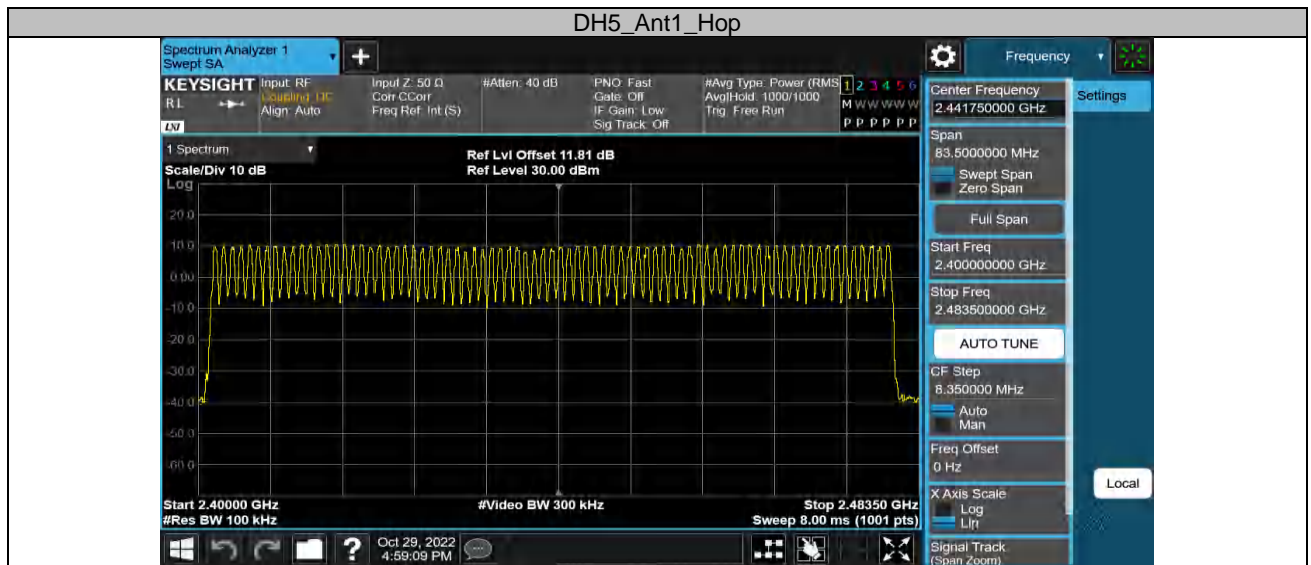 DH5_Ant1_Hop
Spectrum Analyzer 1
Swept SA
+
Frequency
KEYSIGHT
RL
LXI
Input: RF
Coupling: DC
Align: Auto
Input Z: 50 Ω
Corr CCorr
Freq Ref: Int (S)
#Atten: 40 dB
PNO: Fast
Gate: Off
IF Gain: Low
Sig Track: Off
#Avg Type: Power (RMS
Avg|Hold: 1000/1000
Trig: Free Run
1 2 3 4 5 6
M W W W W W
P P P P P P
1 Spectrum
Scale/Div 10 dB
Ref Lvl Offset 11.81 dB
Ref Level 30.00 dBm
Log
20.0
10.0
0.00
-10.0
-20.0
-30.0
-40.0
-50.0
-60.0
Start 2.40000 GHz
#Res BW 100 kHz
#Video BW 300 kHz
Stop 2.48350 GHz
Sweep 8.00 ms (1001 pts)
Center Frequency
2.441750000 GHz
Settings
Span
83.5000000 MHz
Swept Span
Zero Span
Full Span
Start Freq
2.400000000 GHz
Stop Freq
2.483500000 GHz
AUTO TUNE
CF Step
8.350000 MHz
Auto
Man
Freq Offset
0 Hz
X Axis Scale
Log
Lin
Signal Track
(Span Zoom)
Local
?
Oct 29, 2022
4:59:09 PM